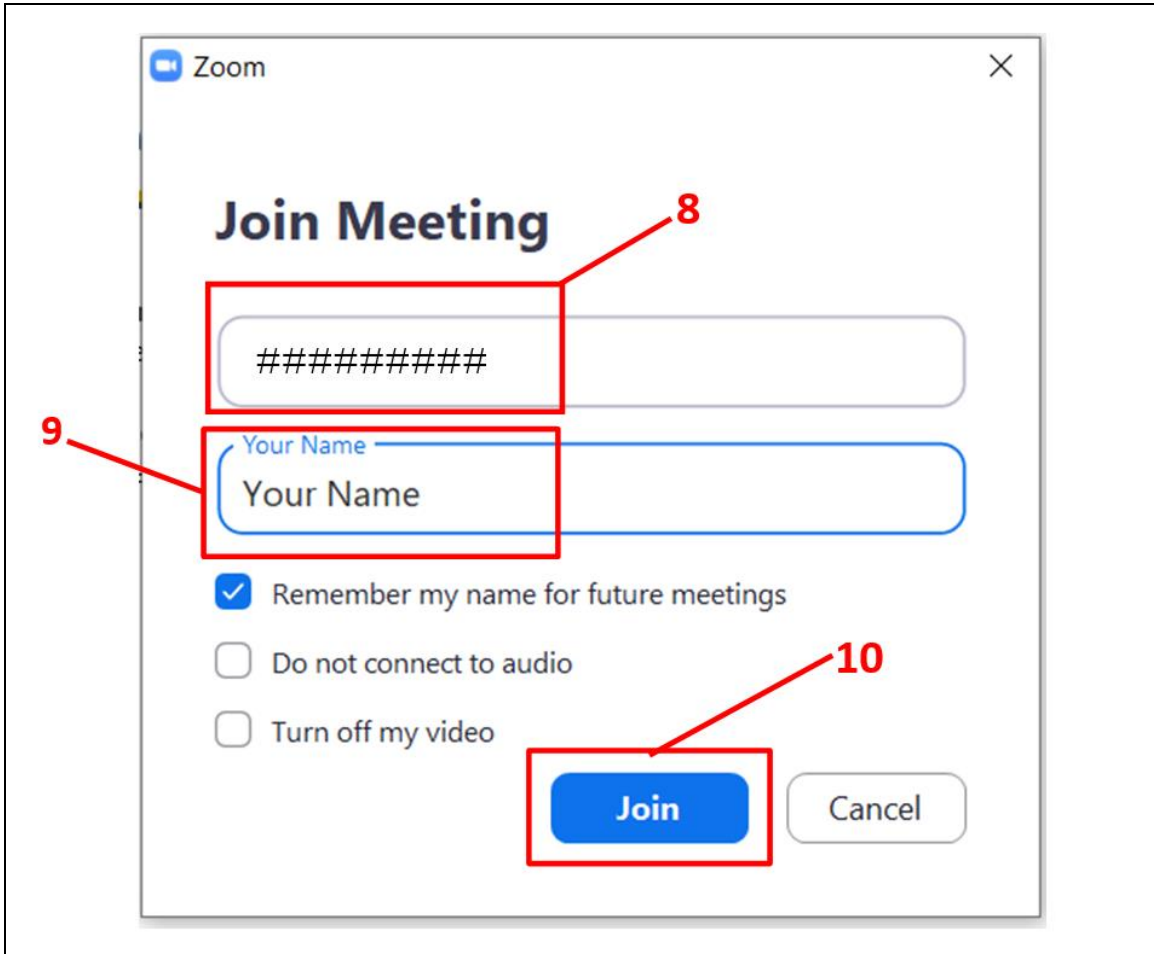 Zoom
Join Meeting
8
#########
9
Your Name
Your Name
Remember my name for future meetings
Do not connect to audio
10
Turn off my video
Join
Cancel